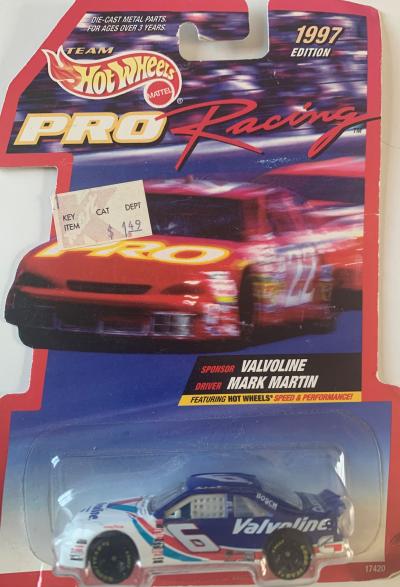 DIE-CAST METAL PARTS.
FOR AGES OVER 3 YEARS.
1997
EDITION
TEAM
Hot Wheels
MATTEL
PRO Racing
KEY CAT DEPT
ITEM $1.49
PRO
22
SPONSOR VALVOLINE
DRIVER MARK MARTIN
FEATURING HOT WHEELS® SPEED & PERFORMANCE!
6
BOSCH
6
Valvoline
17420